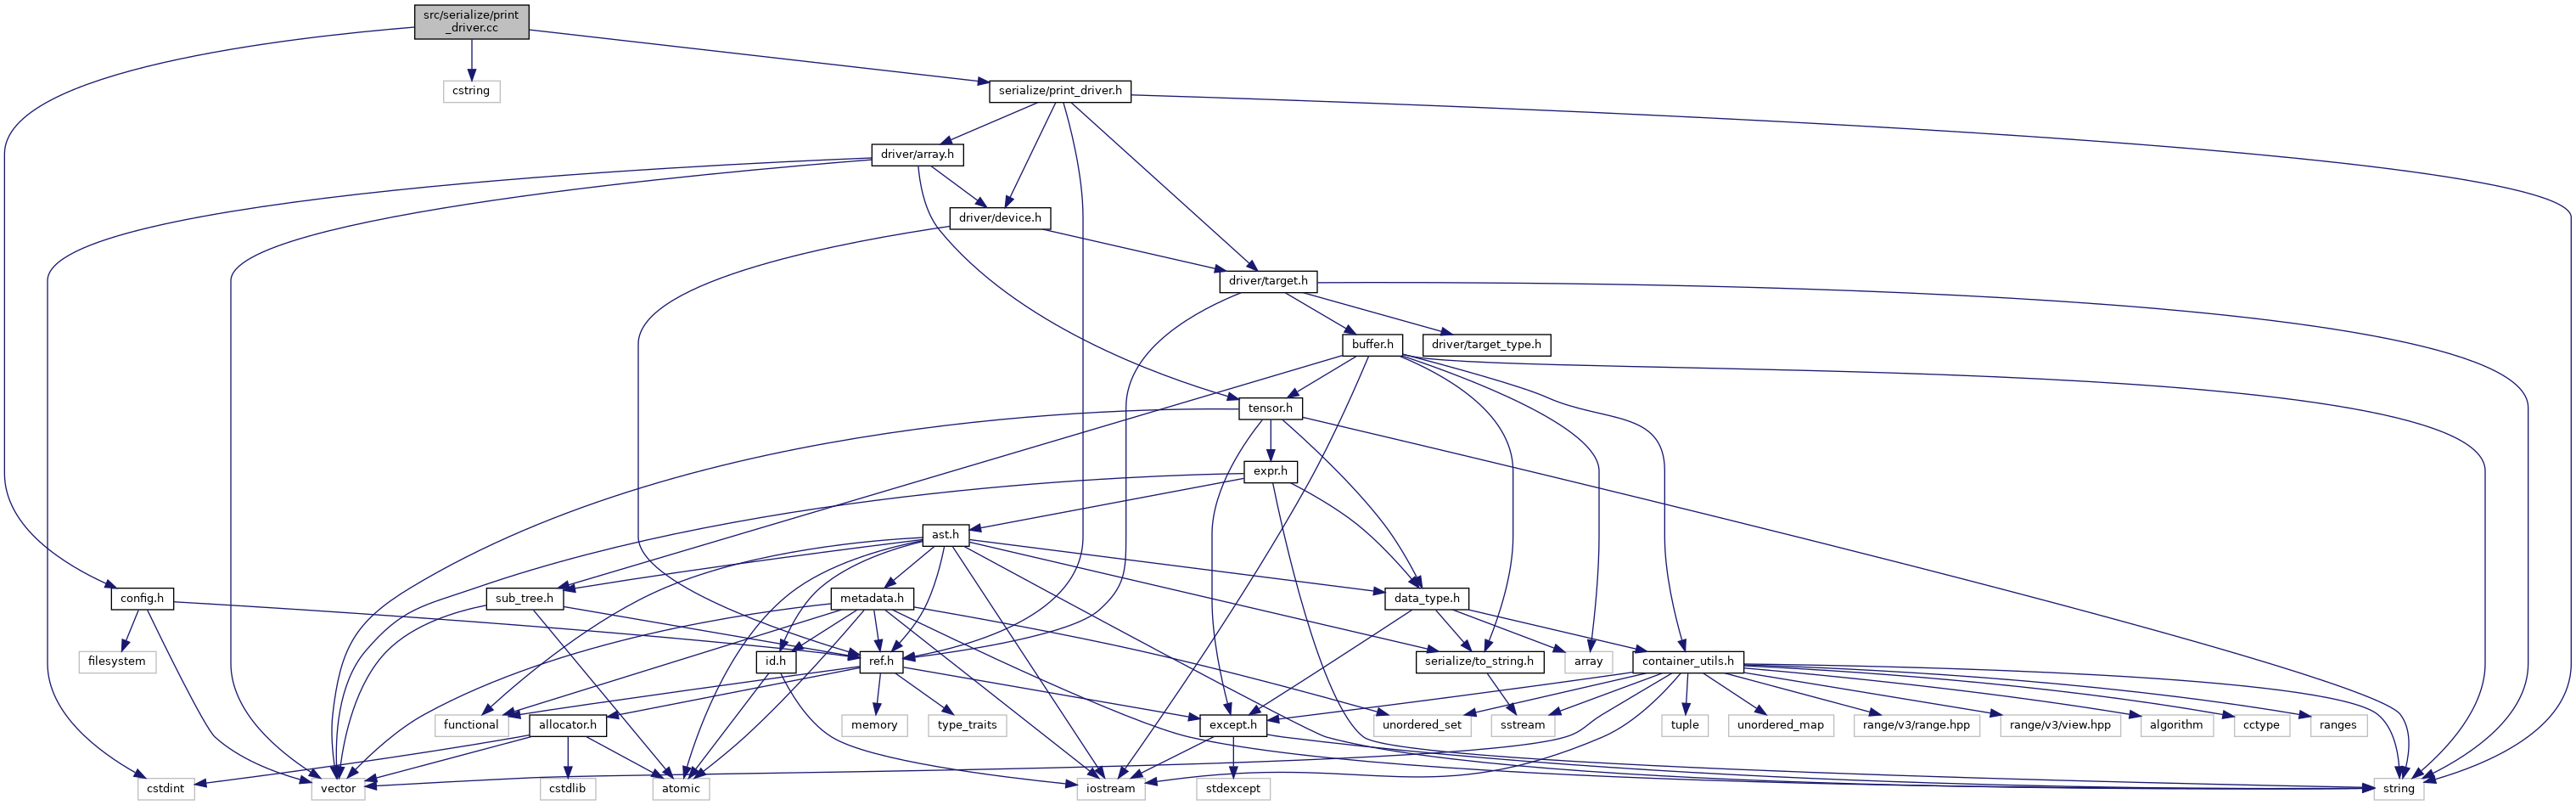 src/serialize/print
_driver.cc
cstring
serialize/print_driver.h
driver/array.h
driver/device.h
driver/target.h
buffer.h
driver/target_type.h
tensor.h
expr.h
ast.h
config.h
sub_tree.h
metadata.h
data_type.h
filesystem
id.h
ref.h
serialize/to_string.h
array
container_utils.h
functional
allocator.h
memory
type_traits
except.h
unordered_set
sstream
tuple
unordered_map
range/v3/range.hpp
range/v3/view.hpp
algorithm
cctype
ranges
cstdint
vector
cstdlib
atomic
iostream
stdexcept
string